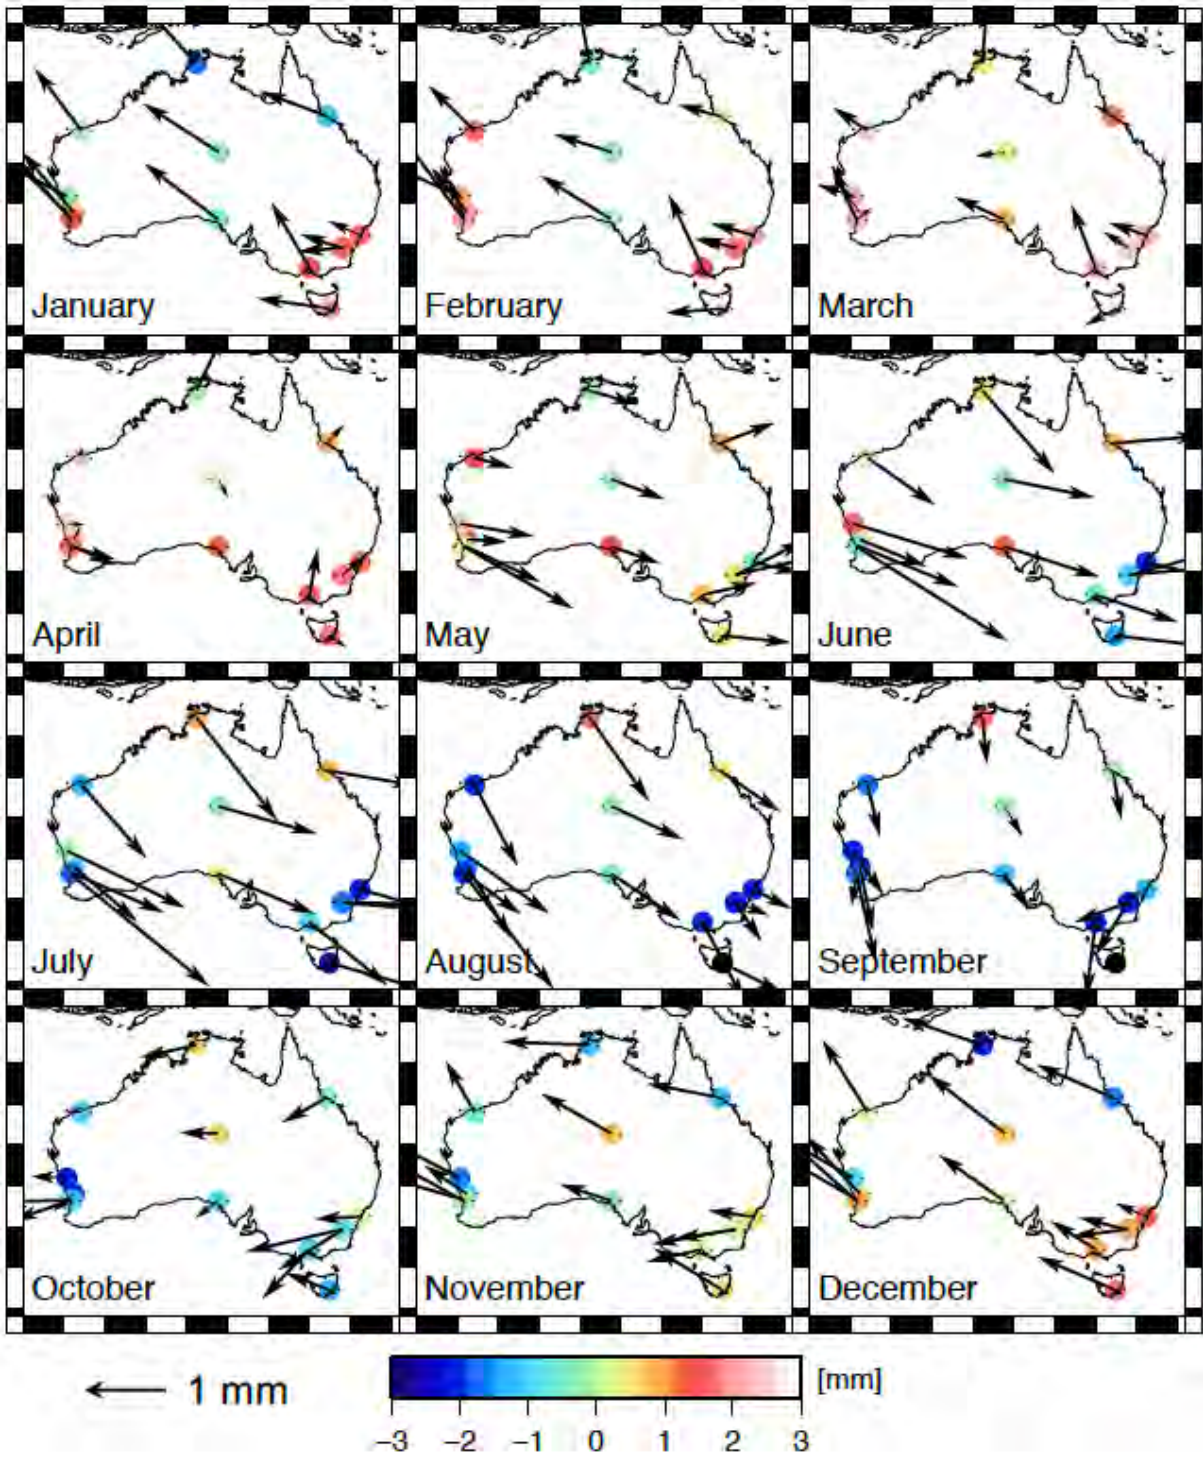 January February March
April May June
July August September
October November December
1 mm [mm]
−3 −2 −1 0 1 2 3